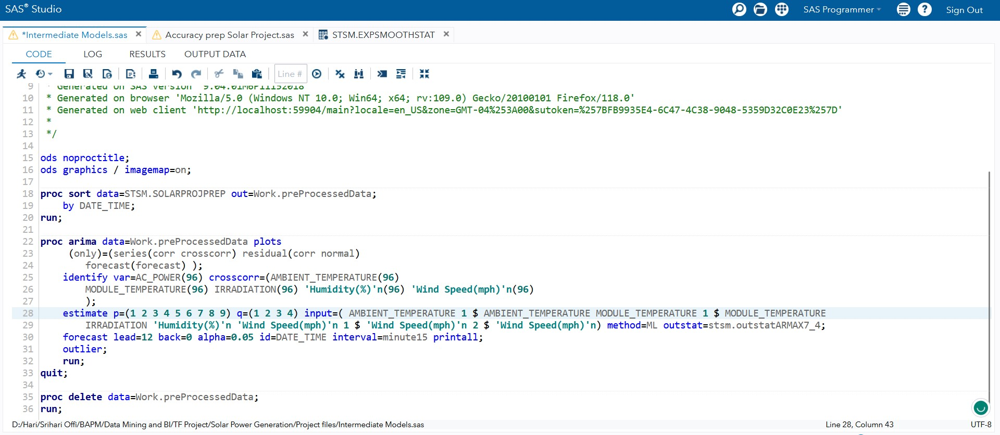 SAS® Studio
SAS Programmer
Sign Out
*Intermediate Models.sas
Accuracy prep Solar Project.sas
STSM.EXPSMOOTHSTAT
CODE LOG RESULTS OUTPUT DATA
Line #
9 * Generated on SAS version '9.04.01M6P11152018'
10 * Generated on browser 'Mozilla/5.0 (Windows NT 10.0; Win64; x64; rv:109.0) Gecko/20100101 Firefox/118.0'
11 * Generated on web client 'http://localhost:59904/main?locale=en_US&zone=GMT-04%253A00&sutoken=%257BFB9935E4-6C47-4C38-9048-5359D32C0E23%257D'
12 *
13 */
14
15 ods noproctitle;
16 ods graphics / imagemap=on;
17
18 proc sort data=STSM.SOLARPROJPREP out=Work.preProcessedData;
19 by DATE_TIME;
20 run;
21
22 proc arima data=Work.preProcessedData plots
23 (only)=(series(corr crosscorr) residual(corr normal)
24 forecast(forecast) );
25 identify var=AC_POWER(96) crosscorr=(AMBIENT_TEMPERATURE(96)
26 MODULE_TEMPERATURE(96) IRRADIATION(96) 'Humidity(%)'n(96) 'Wind Speed(mph)'n(96)
27 );
28 estimate p=(1 2 3 4 5 6 7 8 9) q=(1 2 3 4) input=( AMBIENT_TEMPERATURE 1 $ AMBIENT_TEMPERATURE MODULE_TEMPERATURE 1 $ MODULE_TEMPERATURE
29 IRRADIATION 'Humidity(%)'n 'Wind Speed(mph)'n 1 $ 'Wind Speed(mph)'n 2 $ 'Wind Speed(mph)'n) method=ML outstat=stsm.outstatARMAX7_4;
30 forecast lead=12 back=0 alpha=0.05 id=DATE_TIME interval=minute15 printall;
31 outlier;
32 run;
33 quit;
34
35 proc delete data=Work.preProcessedData;
36 run;
D:/Hari/Srihari Offi/BAPM/Data Mining and BI/TF Project/Solar Power Generation/Project files/Intermediate Models.sas
Line 28, Column 43
UTF-8